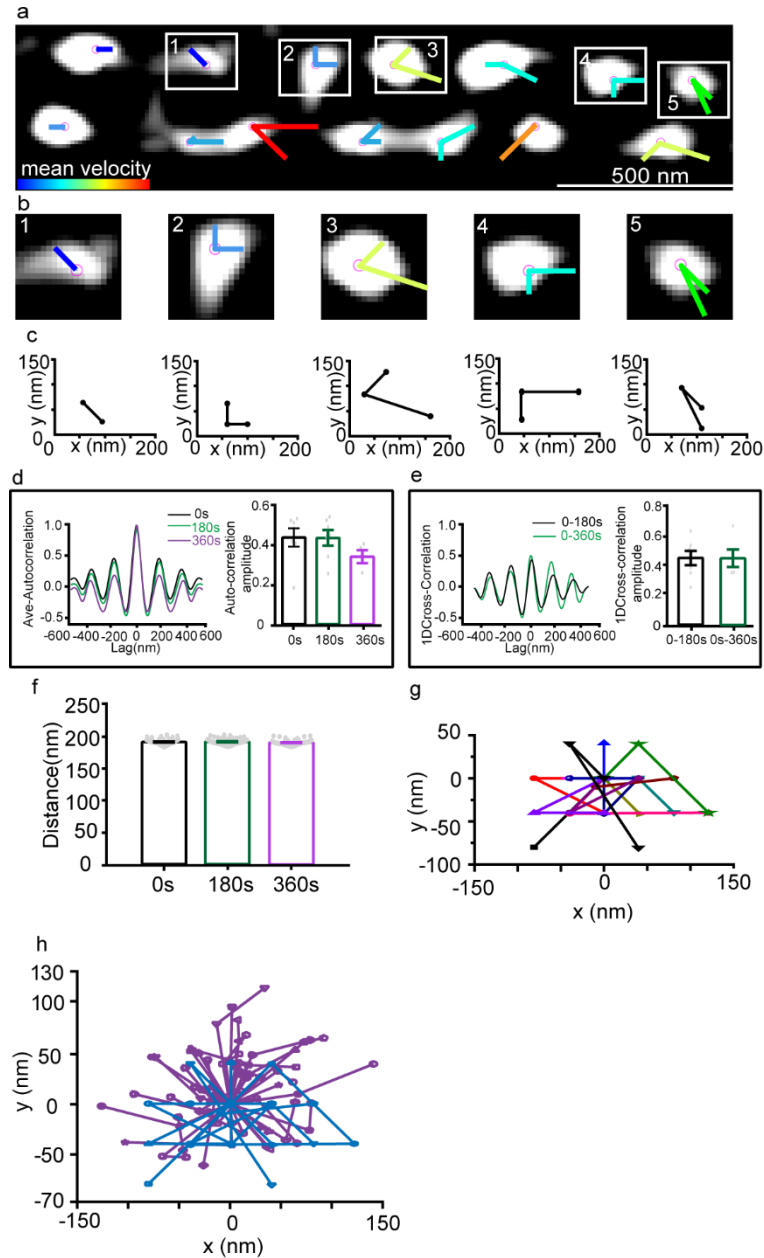 a
1
2
3
4
5
mean velocity
500 nm
b
1
2
3
4
5
c
150
y (nm)
0
0
x (nm)
200
150
y (nm)
0
0
x (nm)
200
150
y (nm)
0
0
x (nm)
200
150
y (nm)
0
0
x (nm)
200
150
y (nm)
0
0
x (nm)
200
d
Ave-Autocorrelation
1.0
0.5
0.0
-0.5
0s
180s
360s
-600
-400
-200
0
200
400
600
Lag(nm)
Auto-correlation
amplitude
0.6
0.4
0.2
0
0s
180s
360s
e
1DCross-Correlation
1.0
0.5
0.0
-0.5
0-180s
0-360s
-600
-400
-200
0
200
400
600
Lag(nm)
1DCross-correlation
amplitude
0.8
0.6
0.4
0.2
0
0-180s
0s-360s
f
Distance(nm)
250
200
150
100
50
0
0s
180s
360s
g
y (nm)
50
0
-50
-100
-150
0
150
x (nm)
h
y (nm)
130
100
50
0
-50
-70
-150
0
150
x (nm)